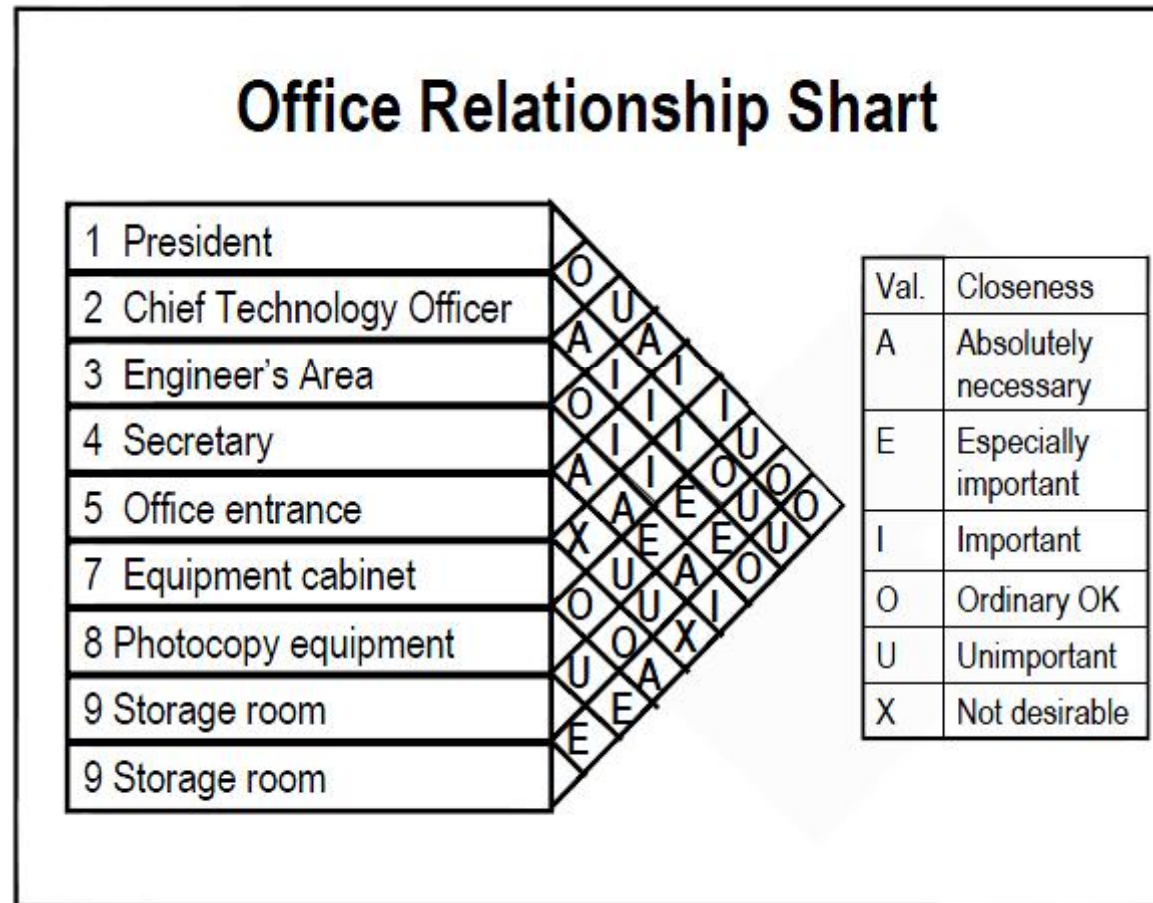 Office Relationship Shart
1 President
2 Chief Technology Officer
3 Engineer's Area
4 Secretary
5 Office entrance
7 Equipment cabinet
8 Photocopy equipment
9 Storage room
9 Storage room
O
U
A A
I I
O I I
I I U
A I O O
A E U O
X E E U
U A O
O U I
O X
U A
E
E
Val. Closeness
A Absolutely
necessary
E Especially
important
I Important
O Ordinary OK
U Unimportant
X Not desirable